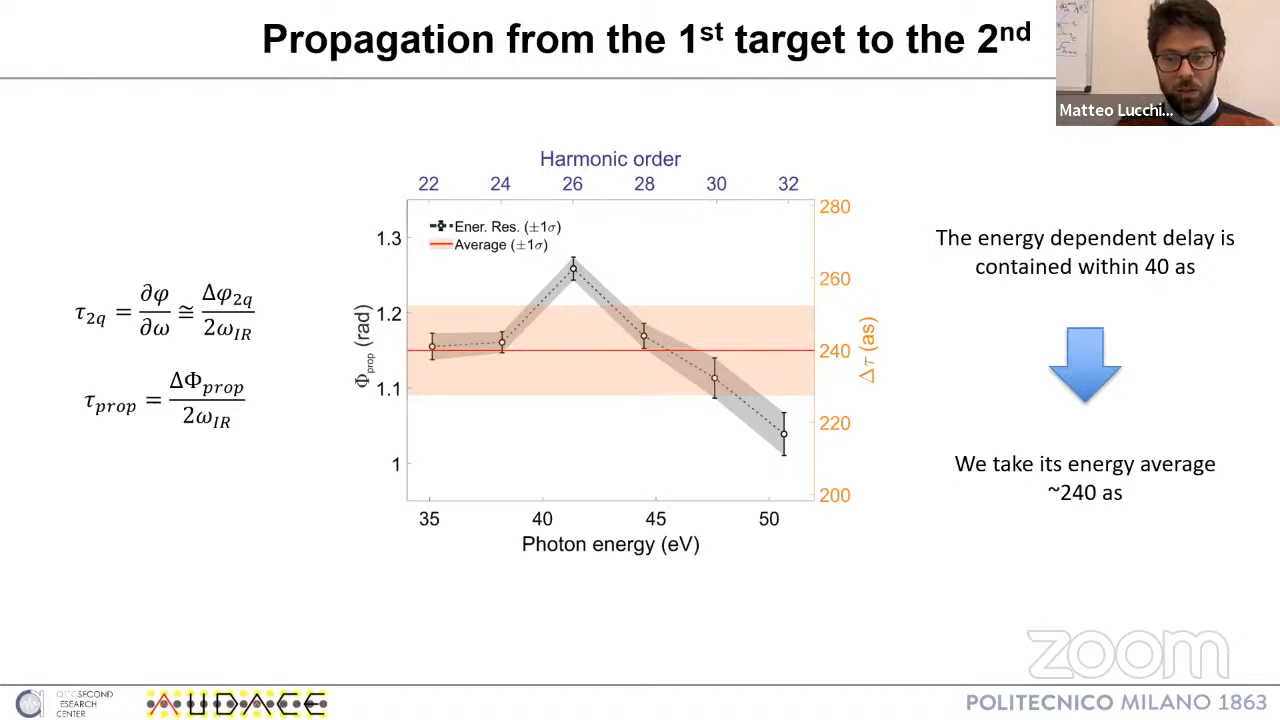 Propagation from the 1st target to the 2nd
Matteo Lucchi...
Harmonic order
22 24 26 28 30 32
Ener. Res. (±1σ)
Average (±1σ)
1.3
1.2
1.1
1
Φprop (rad)
280
260
240
220
200
Δτ (as)
35 40 45 50
Photon energy (eV)
τ2q = ∂φ/∂ω ≅ Δφ2q/2ωIR
τprop = ΔΦprop/2ωIR
The energy dependent delay is
contained within 40 as
We take its energy average
~240 as
zoom
ATTOSECOND
RESEARCH
CENTER
AUDACE
POLITECNICO MILANO 1863